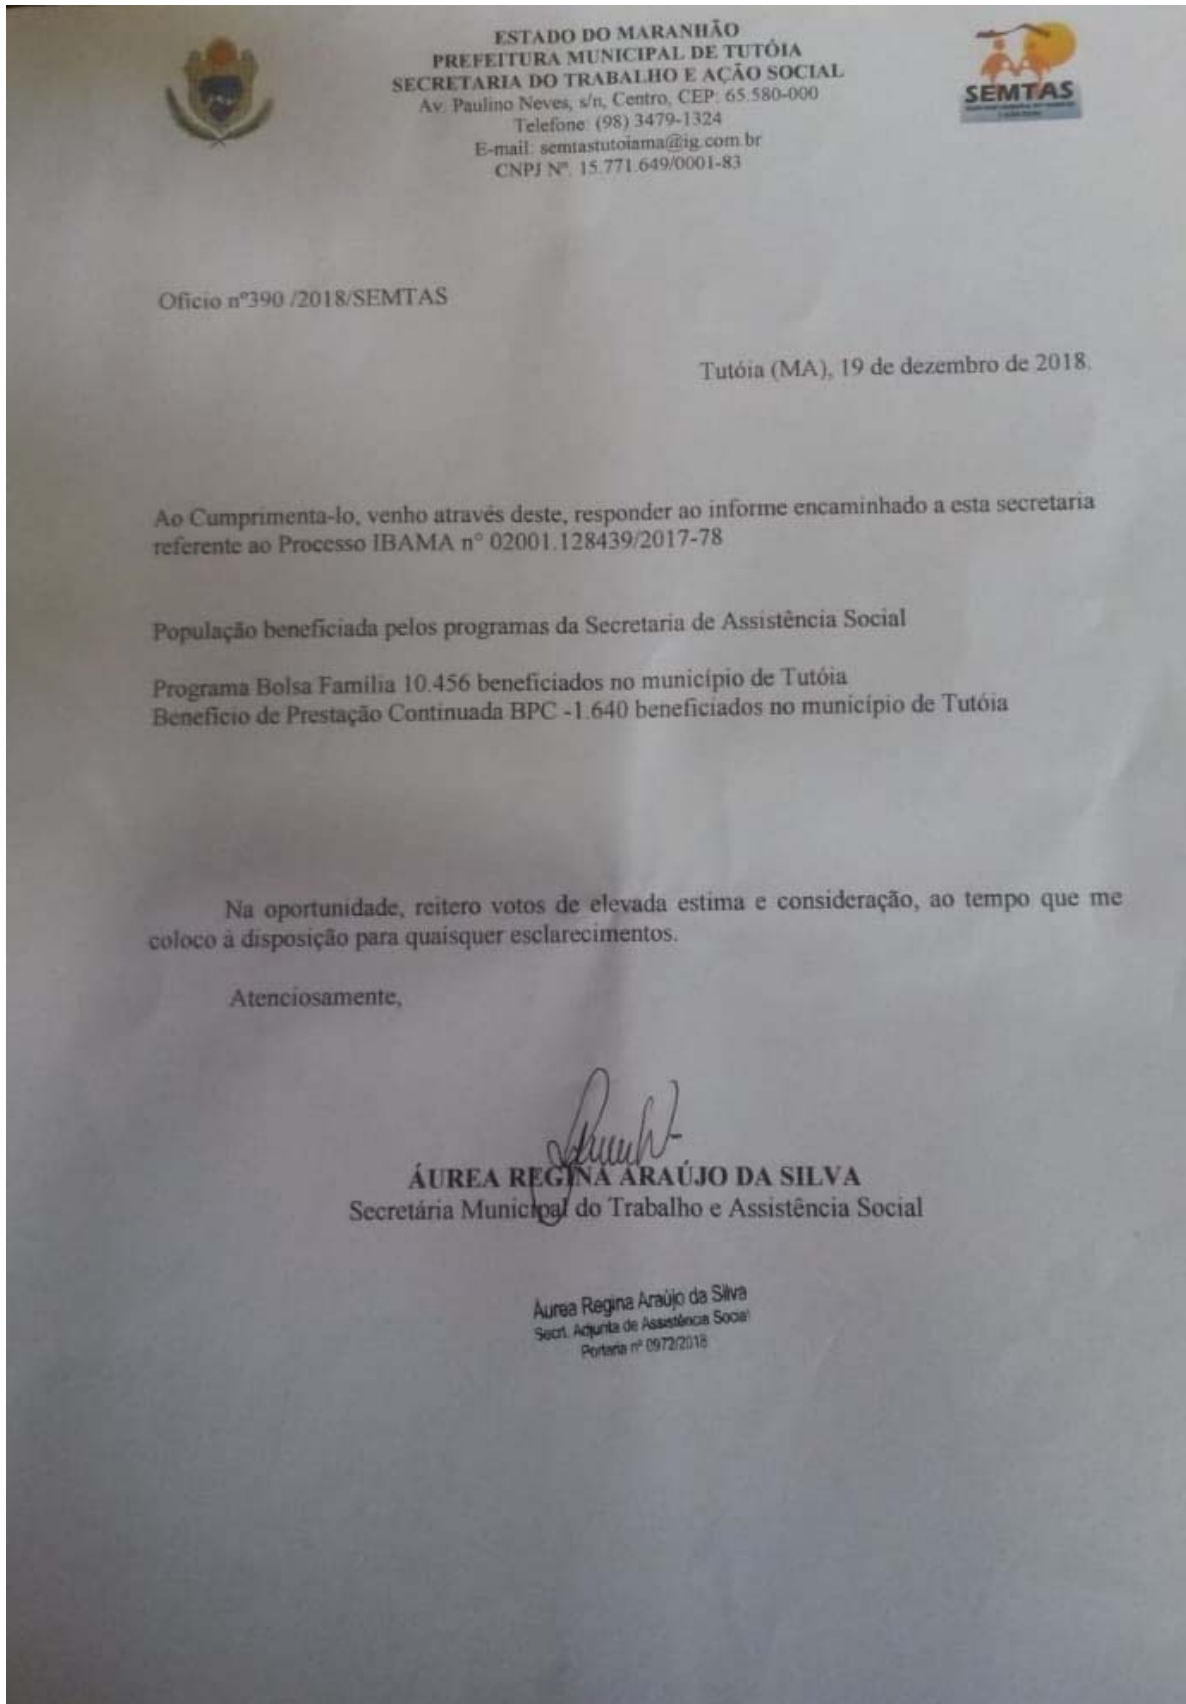 ESTADO DO MARANHÃO
PREFEITURA MUNICIPAL DE TUTÓIA
SECRETARIA DO TRABALHO E AÇÃO SOCIAL
Av. Paulino Neves, s/n, Centro, CEP: 65.580-000
Telefone: (98) 3479-1324
E-mail: semtastutoiama@ig.com.br
CNPJ Nº. 15.771.649/0001-83
SEMTAS
Oficio nº390 /2018/SEMTAS
Tutóia (MA), 19 de dezembro de 2018.
Ao Cumprimenta-lo, venho através deste, responder ao informe encaminhado a esta secretaria
referente ao Processo IBAMA n° 02001.128439/2017-78
População beneficiada pelos programas da Secretaria de Assistência Social
Programa Bolsa Família 10.456 beneficiados no município de Tutóia
Beneficio de Prestação Continuada BPC -1.640 beneficiados no município de Tutóia
Na oportunidade, reitero votos de elevada estima e consideração, ao tempo que me
coloco à disposição para quaisquer esclarecimentos.
Atenciosamente,
ÁUREA REGINA ARAÚJO DA SILVA
Secretária Municipal do Trabalho e Assistência Social
Áurea Regina Araújo da Silva
Secrt. Adjunta de Assistência Social
Portaria nº 0972/2018